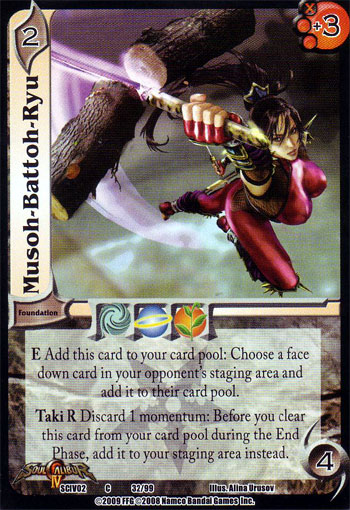 2
+3
Musoh-Battoh-Ryu
Foundation
E Add this card to your card pool: Choose a face
down card in your opponent's staging area and
add it to their card pool.
Taki R Discard 1 momentum: Before you clear
this card from your card pool during the End
Phase, add it to your staging area instead.
4
SOULCALIBUR
IV
SCIV02 C 32/99 Illus. Alina Urusov
©2009 FFG ©2008 Namco Bandai Games Inc.